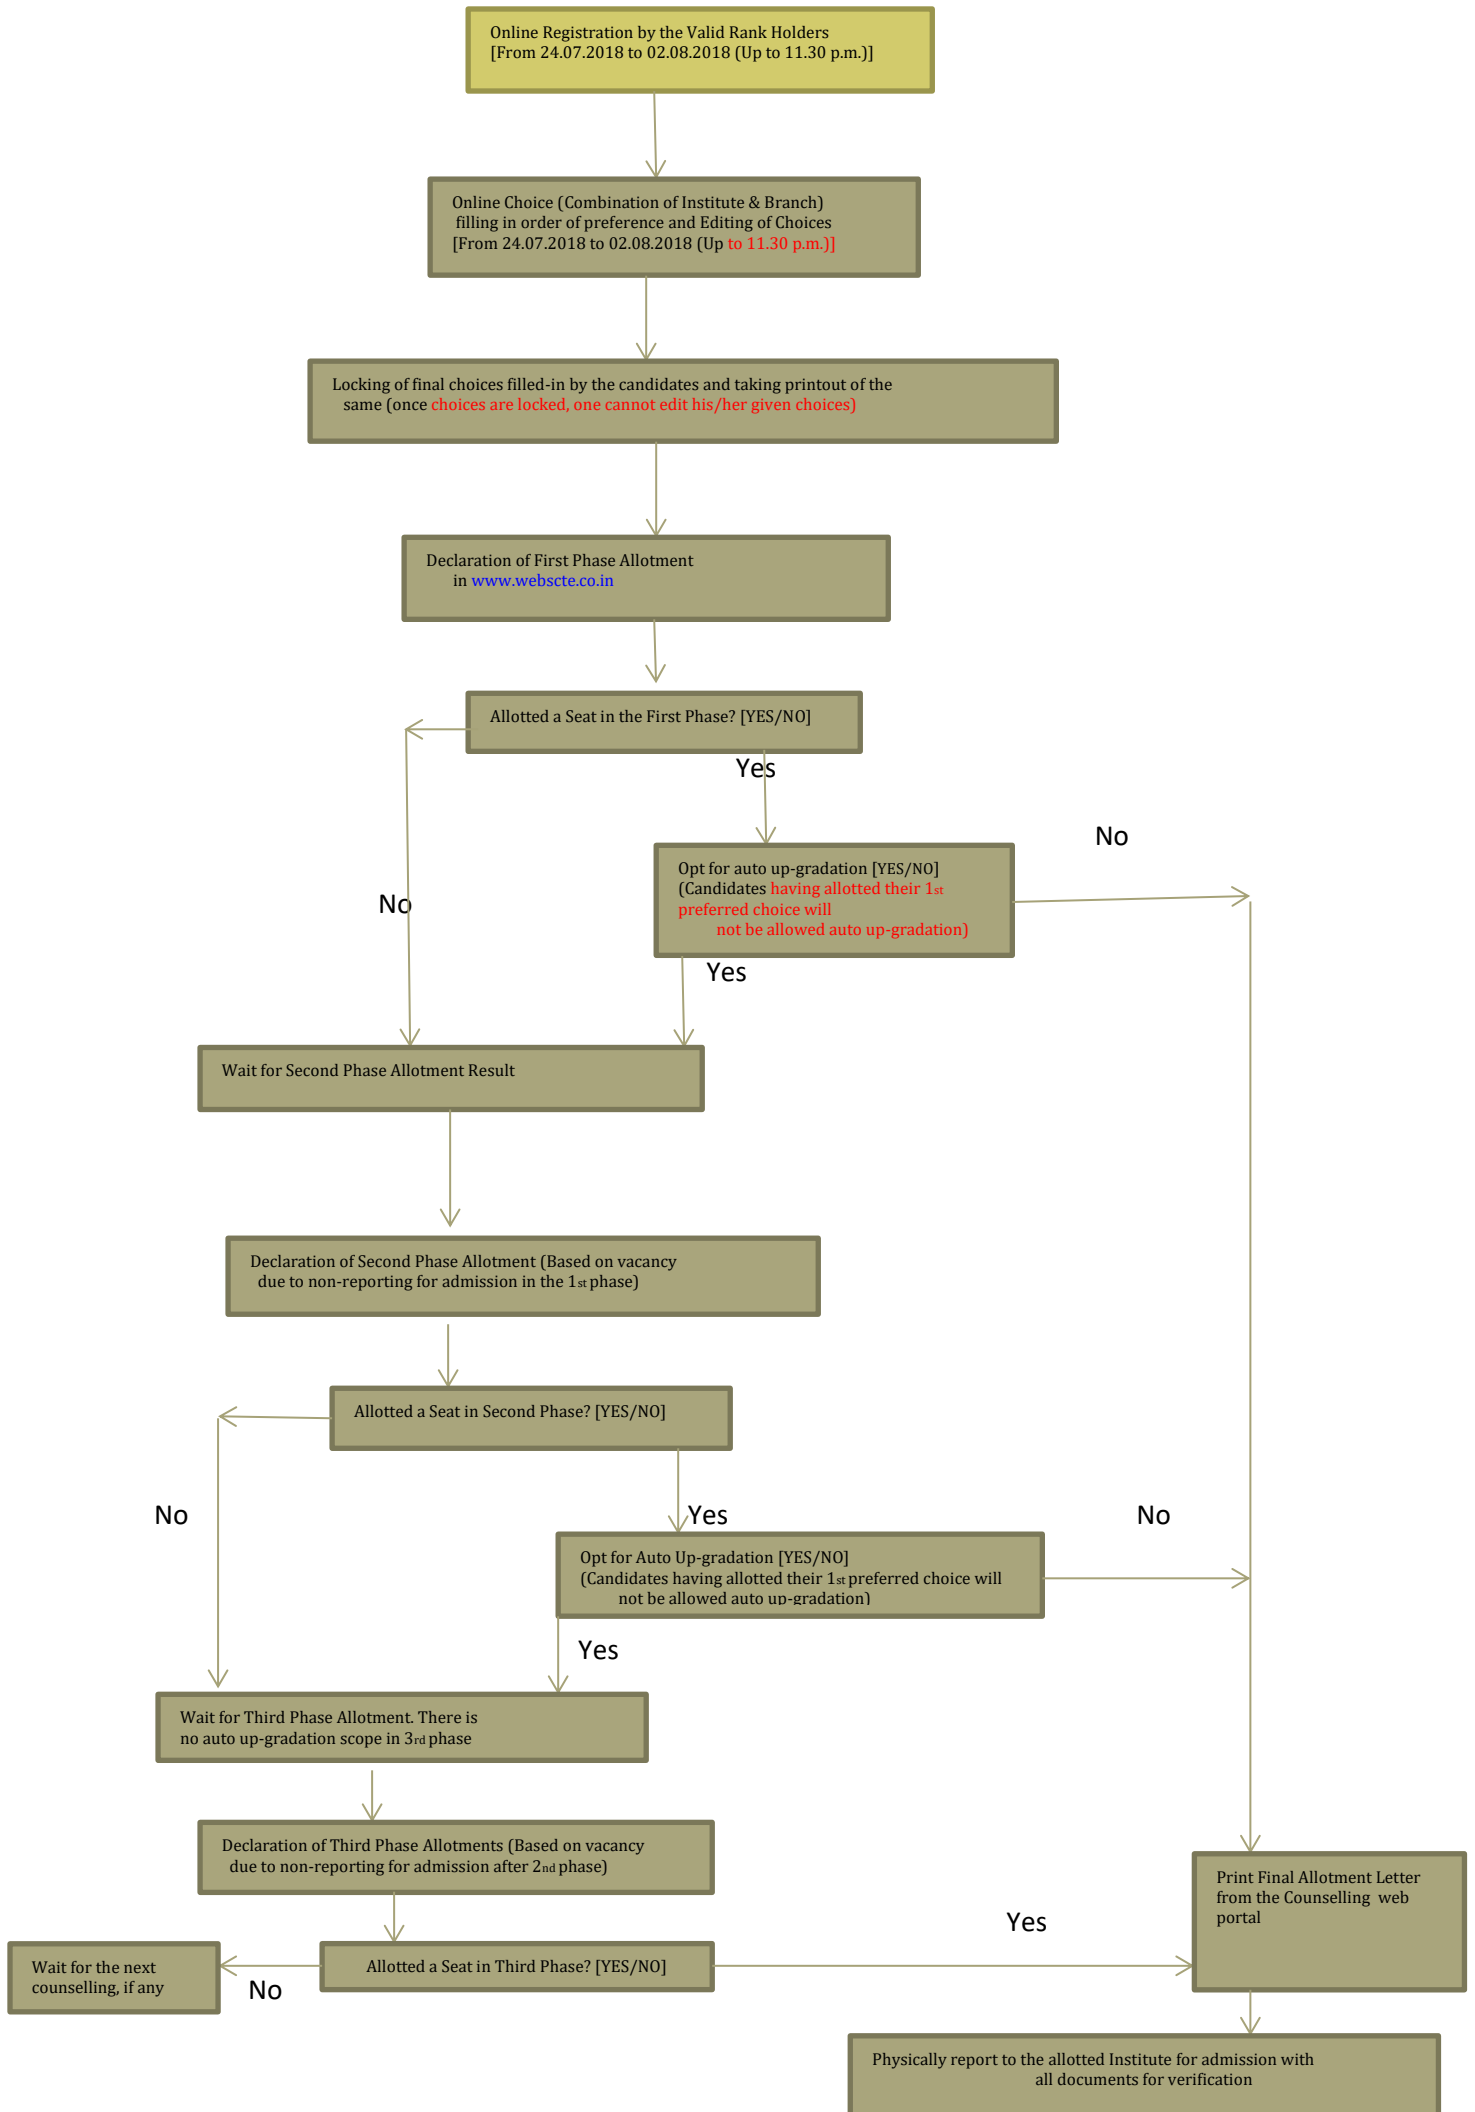 Online Registration by the Valid Rank Holders
[From 24.07.2018 to 02.08.2018 (Up to 11.30 p.m.)]
Online Choice (Combination of Institute & Branch)
filling in order of preference and Editing of Choices
[From 24.07.2018 to 02.08.2018 (Up to 11.30 p.m.)]
Locking of final choices filled-in by the candidates and taking printout of the
same (once choices are locked, one cannot edit his/her given choices)
Declaration of First Phase Allotment
in www.webscte.co.in
Allotted a Seat in the First Phase? [YES/NO]
Yes
No
Opt for auto up-gradation [YES/NO]
(Candidates having allotted their 1st
preferred choice will
not be allowed auto up-gradation)
No
Yes
Wait for Second Phase Allotment Result
Declaration of Second Phase Allotment (Based on vacancy
due to non-reporting for admission in the 1st phase)
Allotted a Seat in Second Phase? [YES/NO]
No
Yes
No
Opt for Auto Up-gradation [YES/NO]
(Candidates having allotted their 1st preferred choice will
not be allowed auto up-gradation)
Yes
Wait for Third Phase Allotment. There is
no auto up-gradation scope in 3rd phase
Declaration of Third Phase Allotments (Based on vacancy
due to non-reporting for admission after 2nd phase)
Print Final Allotment Letter
from the Counselling web
portal
Yes
Allotted a Seat in Third Phase? [YES/NO]
Wait for the next
counselling, if any
No
Physically report to the allotted Institute for admission with
all documents for verification